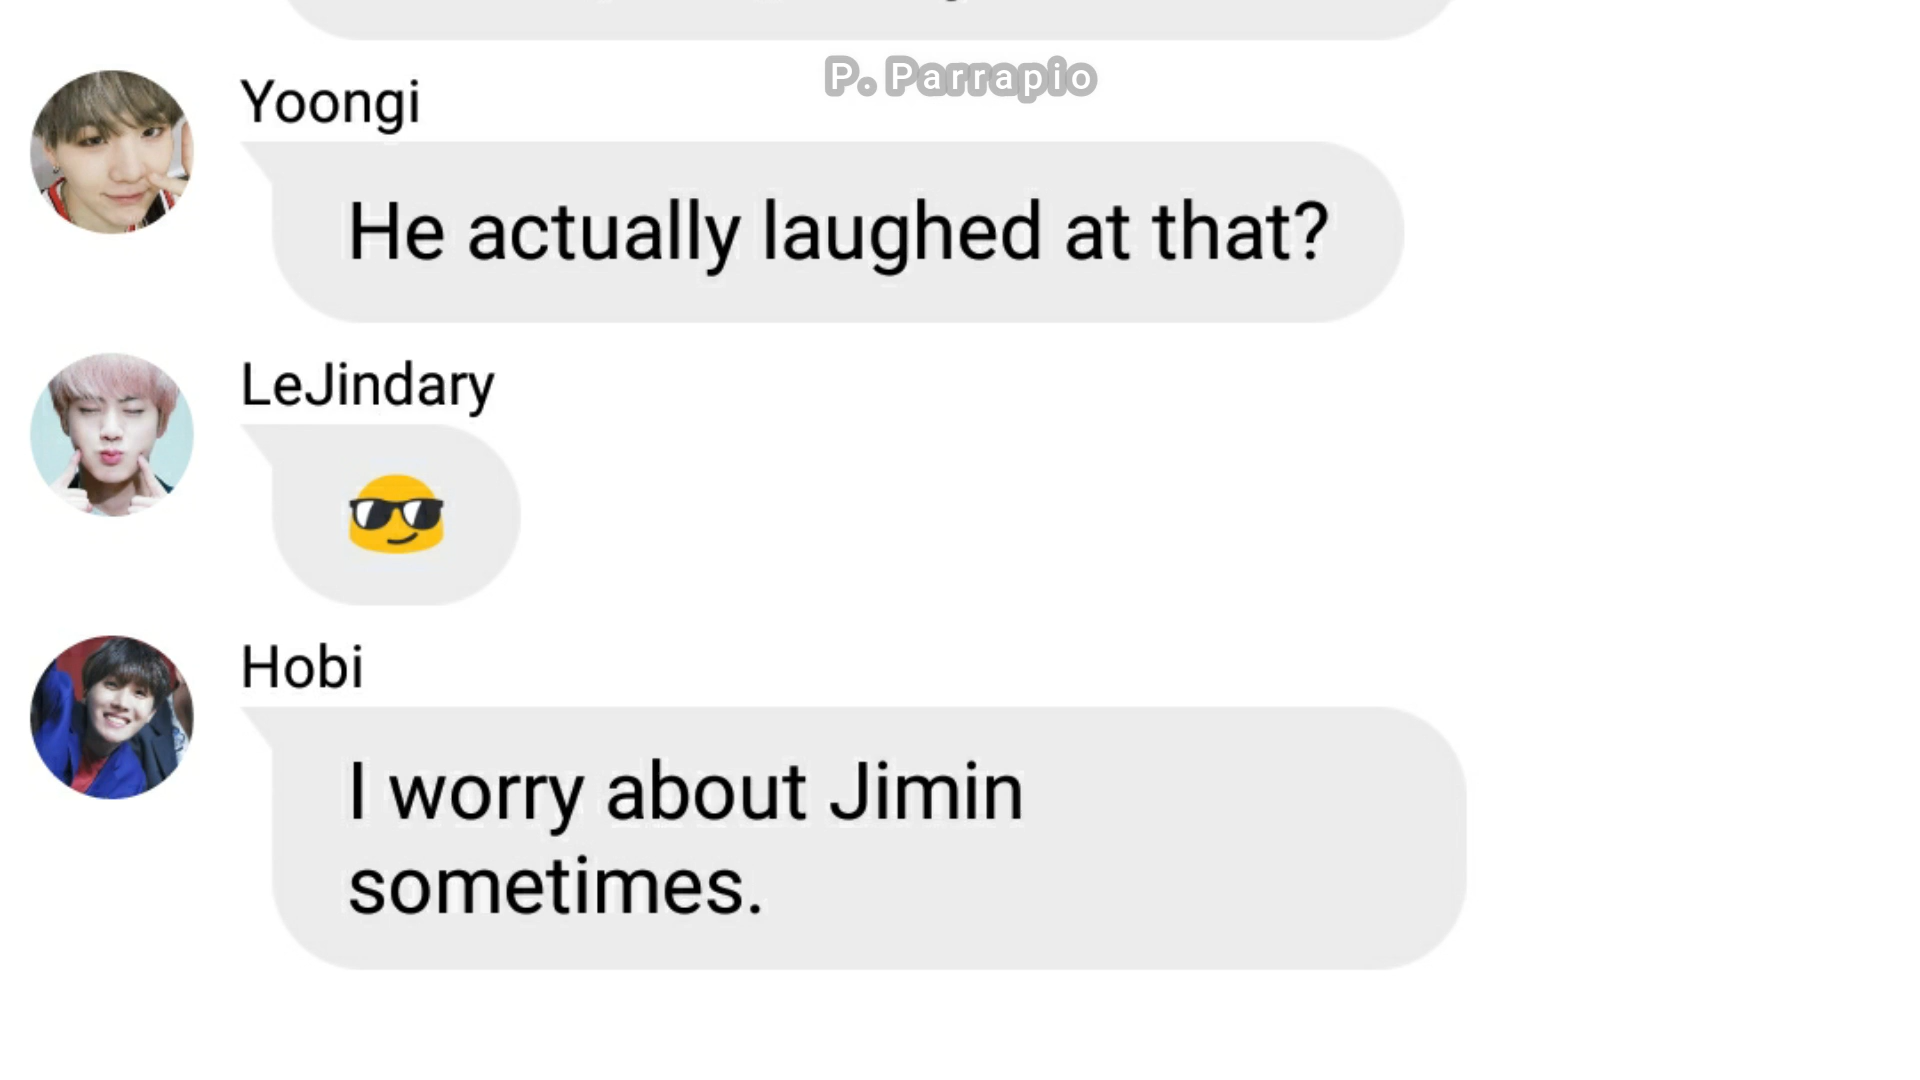 P. Parrapio
Yoongi
He actually laughed at that?
LeJindary
Hobi
I worry about Jimin
sometimes.